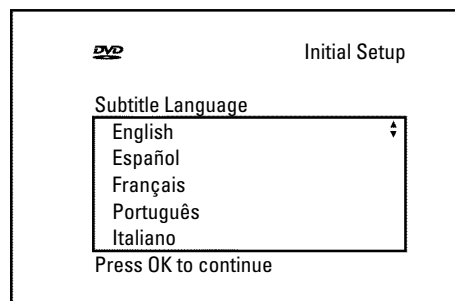 DVD
Initial Setup
Subtitle Language
English
Español
Français
Português
Italiano
Press OK to continue